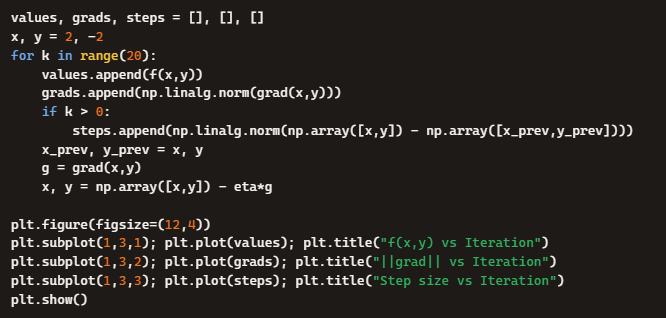 values, grads, steps = [], [], []
x, y = 2, -2
for k in range(20):
    values.append(f(x,y))
    grads.append(np.linalg.norm(grad(x,y)))
    if k > 0:
        steps.append(np.linalg.norm(np.array([x,y]) - np.array([x_prev,y_prev])))
    x_prev, y_prev = x, y
    g = grad(x,y)
    x, y = np.array([x,y]) - eta*g

plt.figure(figsize=(12,4))
plt.subplot(1,3,1); plt.plot(values); plt.title("f(x,y) vs Iteration")
plt.subplot(1,3,2); plt.plot(grads); plt.title("||grad|| vs Iteration")
plt.subplot(1,3,3); plt.plot(steps); plt.title("Step size vs Iteration")
plt.show()